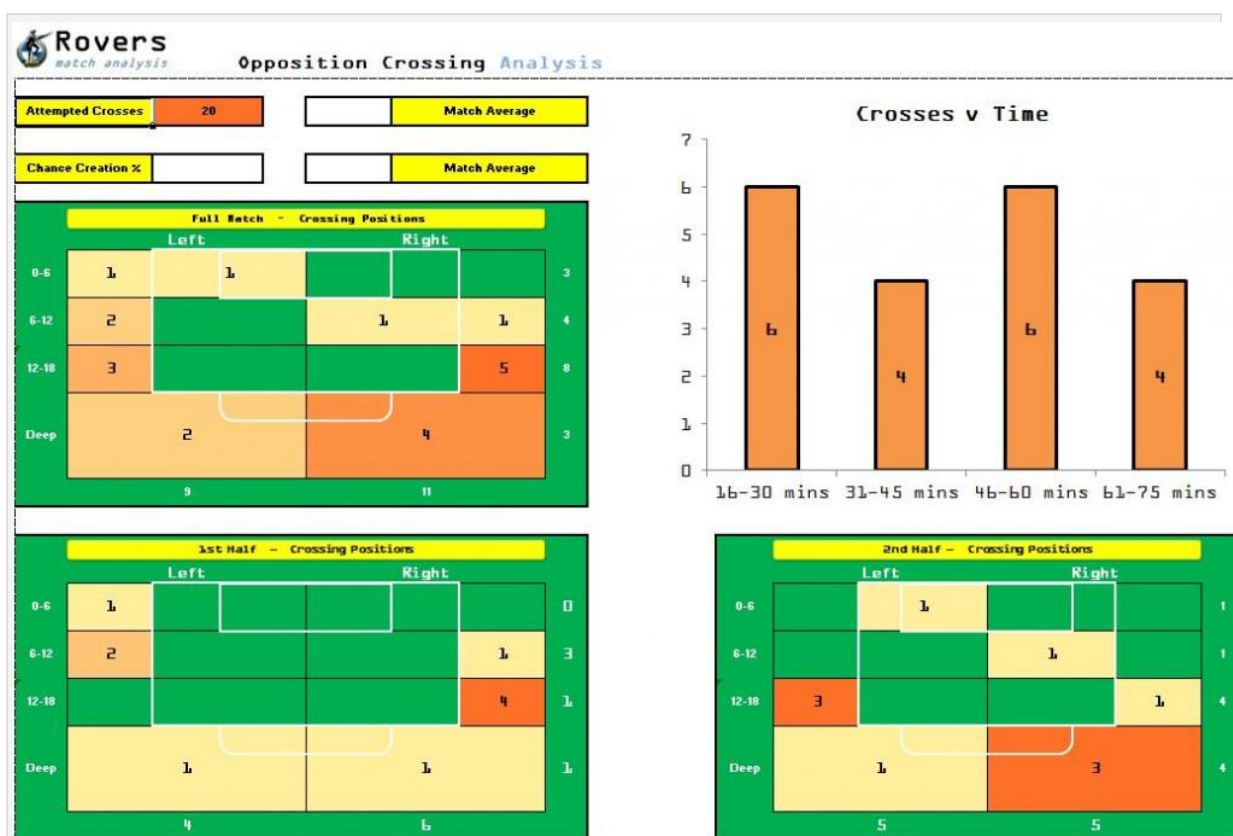 Rovers
match analysis
Opposition Crossing Analysis
Attempted Crosses 20 Match Average
Chance Creation % Match Average
Full Match - Crossing Positions
Left Right
0-6 1 1 3
6-12 2 1 1 4
12-18 3 5 8
Deep 2 4 3
9 11
Crosses v Time
7
6
5
4
3
2
1
0
6 4 6 4
16-30 mins 31-45 mins 46-60 mins 61-75 mins
1st Half - Crossing Positions
Left Right
0-6 1 0
6-12 2 1 3
12-18 4 1
Deep 1 1 1
4 6
2nd Half - Crossing Positions
Left Right
0-6 1 1
6-12 1 1
12-18 3 1 4
Deep 1 3 4
5 5